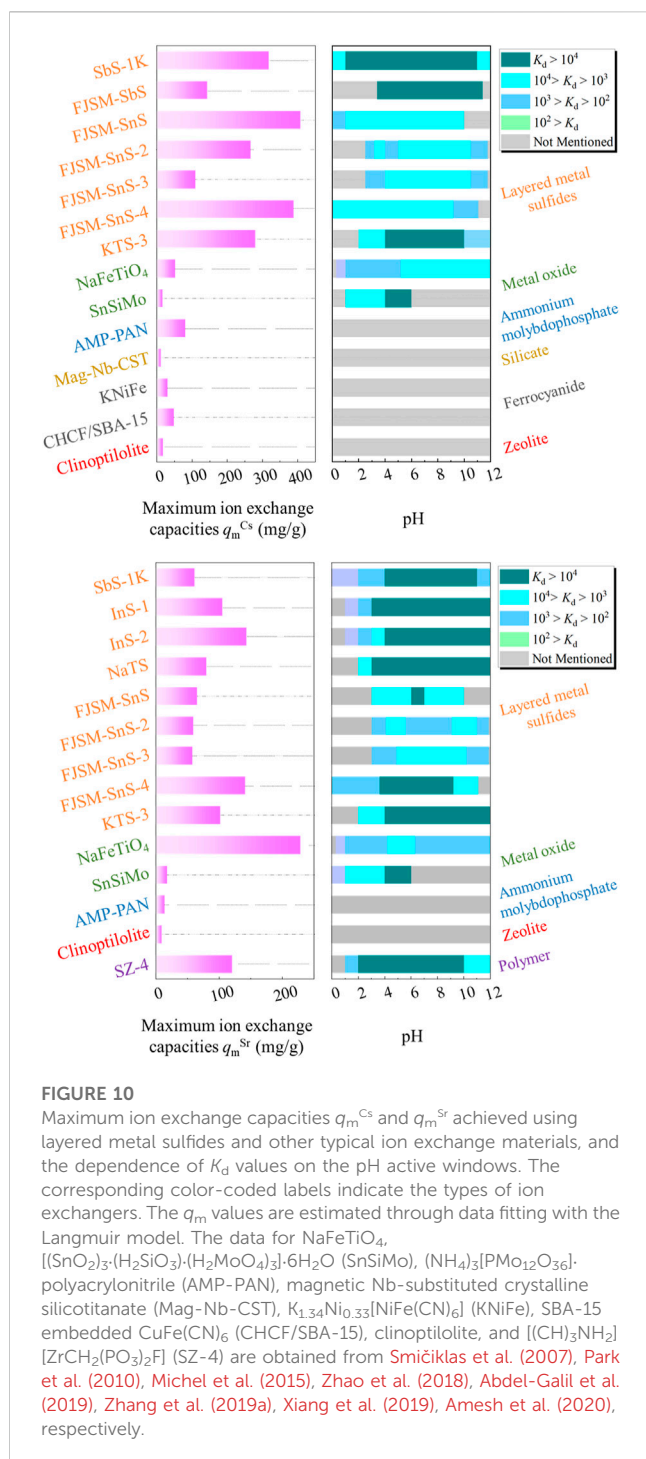 SbS-1K
FJSM-SbS
FJSM-SnS
FJSM-SnS-2
FJSM-SnS-3
FJSM-SnS-4
KTS-3
NaFeTiO₄
SnSiMo
AMP-PAN
Mag-Nb-CST
KNiFe
CHCF/SBA-15
Clinoptilolite
0 100 200 300 400
Maximum ion exchange
capacities qₘᶜˢ (mg/g)
0 2 4 6 8 10 12
pH
K_d > 10⁴
10⁴> K_d > 10³
10³ > K_d > 10²
10² > K_d
Not Mentioned
Layered metal
sulfides
Metal oxide
Ammonium
molybdophosphate
Silicate
Ferrocyanide
Zeolite
SbS-1K
InS-1
InS-2
NaTS
FJSM-SnS
FJSM-SnS-2
FJSM-SnS-3
FJSM-SnS-4
KTS-3
NaFeTiO₄
SnSiMo
AMP-PAN
Clinoptilolite
SZ-4
0 100 200
Maximum ion exchange
capacities qₘˢʳ (mg/g)
0 2 4 6 8 10 12
pH
K_d > 10⁴
10⁴> K_d > 10³
10³ > K_d > 10²
10² > K_d
Not Mentioned
Layered metal
sulfides
Metal oxide
Ammonium
molybdophosphate
Zeolite
Polymer
FIGURE 10
Maximum ion exchange capacities qₘᶜˢ and qₘˢʳ achieved using
layered metal sulfides and other typical ion exchange materials, and
the dependence of K_d values on the pH active windows. The
corresponding color-coded labels indicate the types of ion
exchangers. The qₘ values are estimated through data fitting with the
Langmuir model. The data for NaFeTiO₄,
[(SnO₂)₃·(H₂SiO₃)·(H₂MoO₄)₃]·6H₂O (SnSiMo), (NH₄)₃[PMo₁₂O₃₆]·
polyacrylonitrile (AMP-PAN), magnetic Nb-substituted crystalline
silicotitanate (Mag-Nb-CST), K₁.₃₄Ni₀.₃₃[NiFe(CN)₆] (KNiFe), SBA-15
embedded CuFe(CN)₆ (CHCF/SBA-15), clinoptilolite, and [(CH)₃NH₂]
[ZrCH₂(PO₃)₂F] (SZ-4) are obtained from Smičiklas et al. (2007), Park
et al. (2010), Michel et al. (2015), Zhao et al. (2018), Abdel-Galil et al.
(2019), Zhang et al. (2019a), Xiang et al. (2019), Amesh et al. (2020),
respectively.